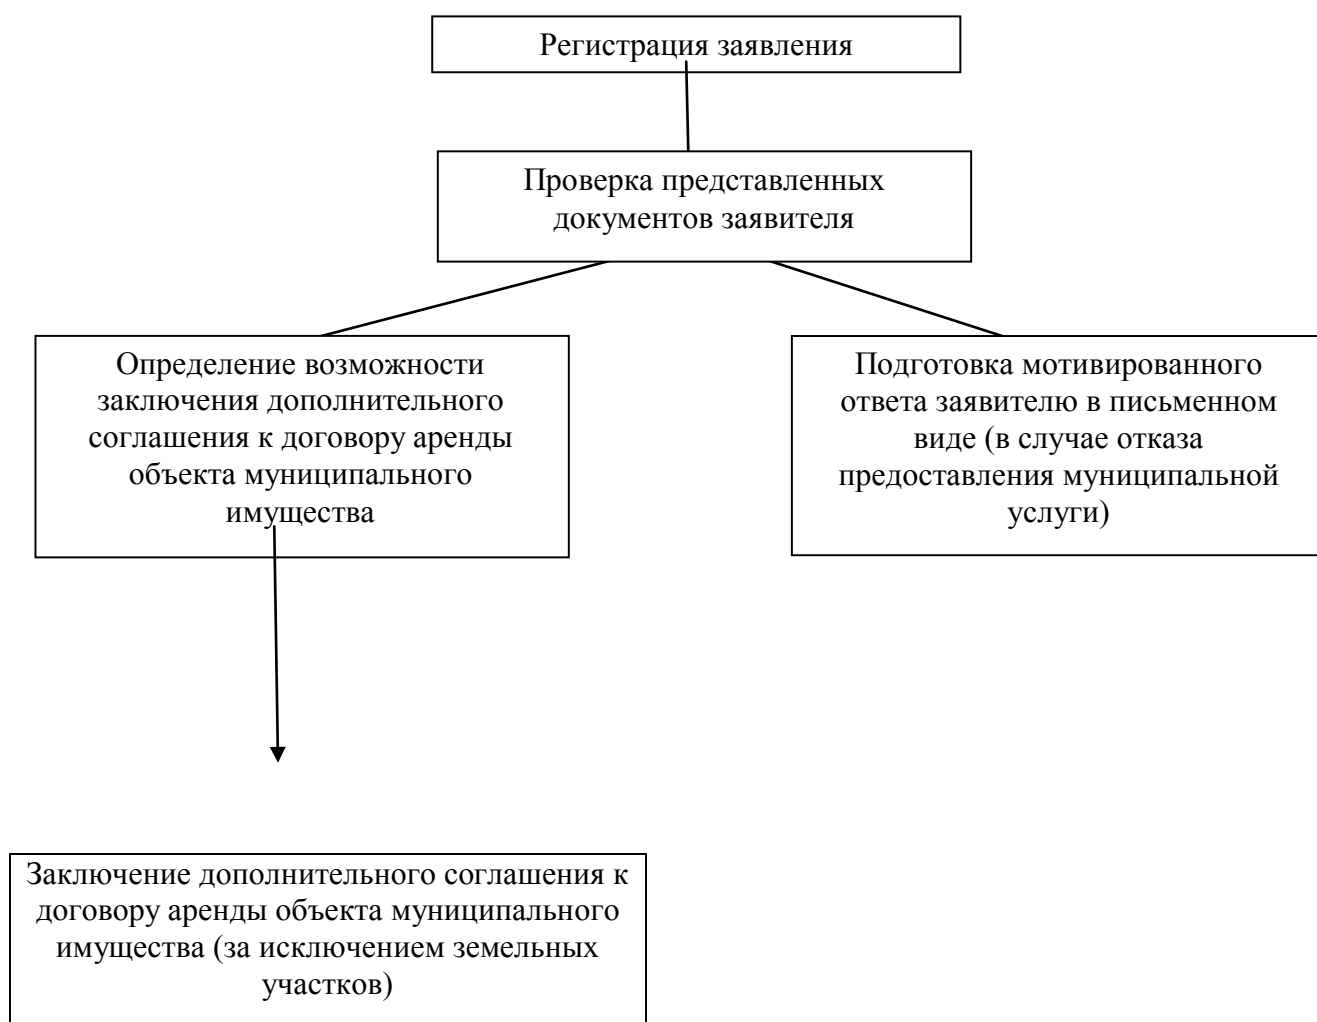 Регистрация заявления
Проверка представленных
документов заявителя
Определение возможности
заключения дополнительного
соглашения к договору аренды
объекта муниципального
имущества
Подготовка мотивированного
ответа заявителю в письменном
виде (в случае отказа
предоставления муниципальной
услуги)
Заключение дополнительного соглашения к
договору аренды объекта муниципального
имущества (за исключением земельных
участков)